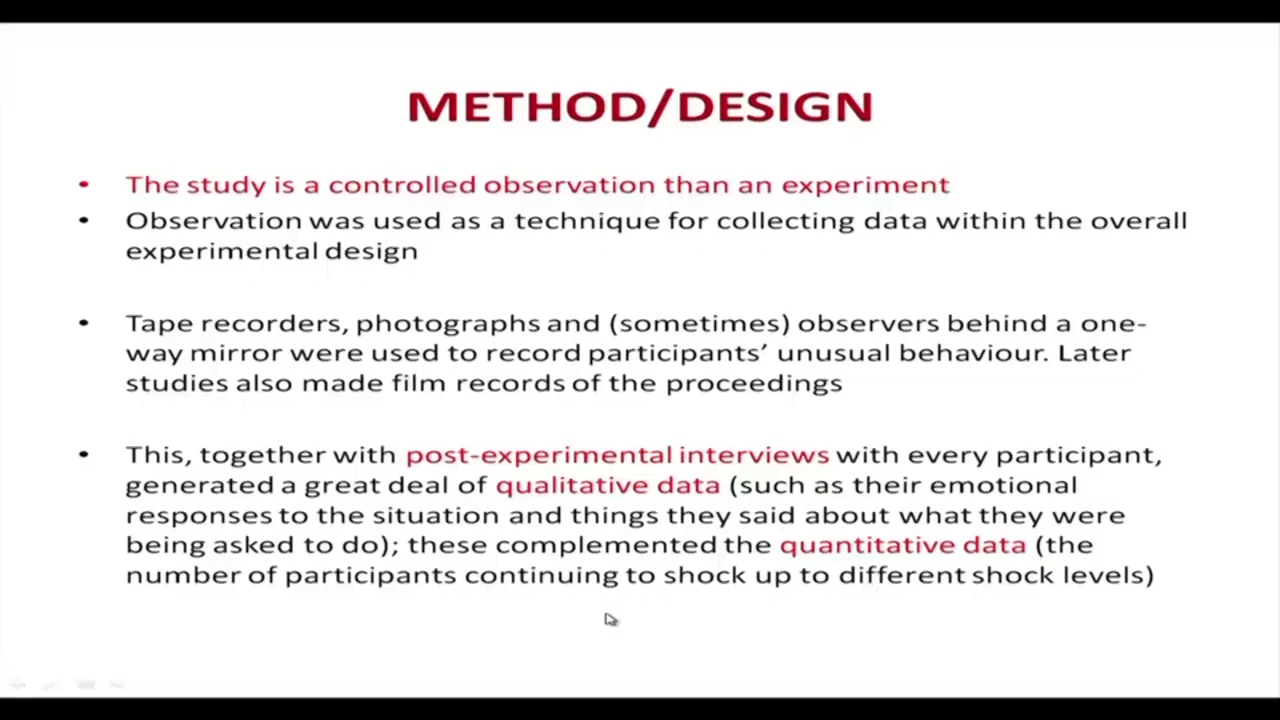 METHOD/DESIGN
• The study is a controlled observation than an experiment
• Observation was used as a technique for collecting data within the overall
experimental design
• Tape recorders, photographs and (sometimes) observers behind a one-
way mirror were used to record participants’ unusual behaviour. Later
studies also made film records of the proceedings
• This, together with post-experimental interviews with every participant,
generated a great deal of qualitative data (such as their emotional
responses to the situation and things they said about what they were
being asked to do); these complemented the quantitative data (the
number of participants continuing to shock up to different shock levels)